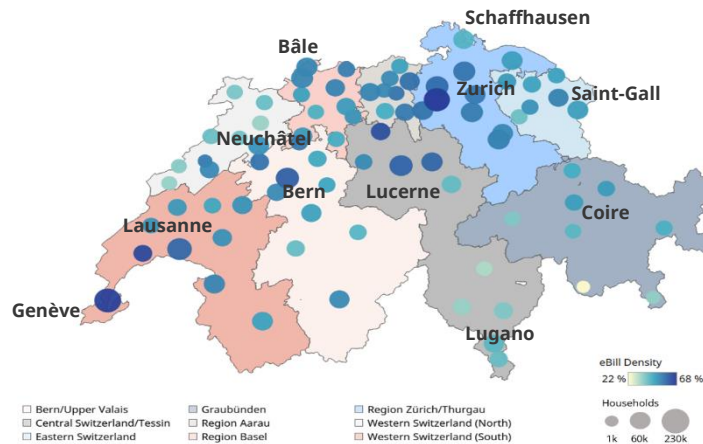 Schaffhausen
Bâle
Zurich
Saint-Gall
Neuchâtel
Bern
Lucerne
Coire
Lausanne
Genève
Lugano
eBill Density
22 % 68 %
Households
1k 60k 230k
Bern/Upper Valais
Central Switzerland/Tessin
Eastern Switzerland
Graubünden
Region Aarau
Region Basel
Region Zürich/Thurgau
Western Switzerland (North)
Western Switzerland (South)